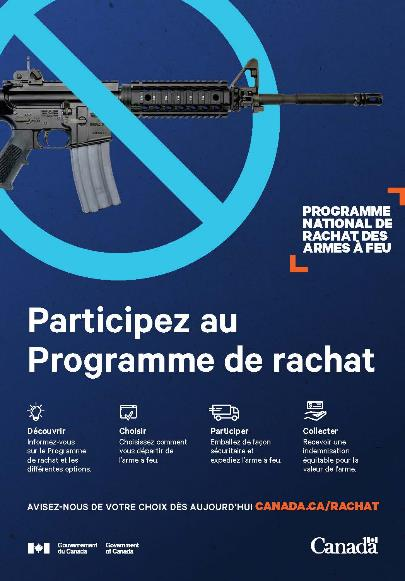 PROGRAMME
NATIONAL DE
RACHAT DES
ARMES À FEU
Participez au
Programme de rachat
Découvrir
Informez-vous
sur le Programme
de rachat et les
différentes options.
Choisir
Choisissez comment
vous départir de
l'arme à feu.
Participer
Emballez de façon
sécuritaire et
expédiez l'arme à feu.
Collecter
Recevoir une
indemnisation
équitable pour la
valeur de l'arme.
AVISEZ-NOUS DE VOTRE CHOIX DÈS AUJOURD'HUI CANADA.CA/RACHAT
Gouvernement
du Canada
Government
of Canada
Canada